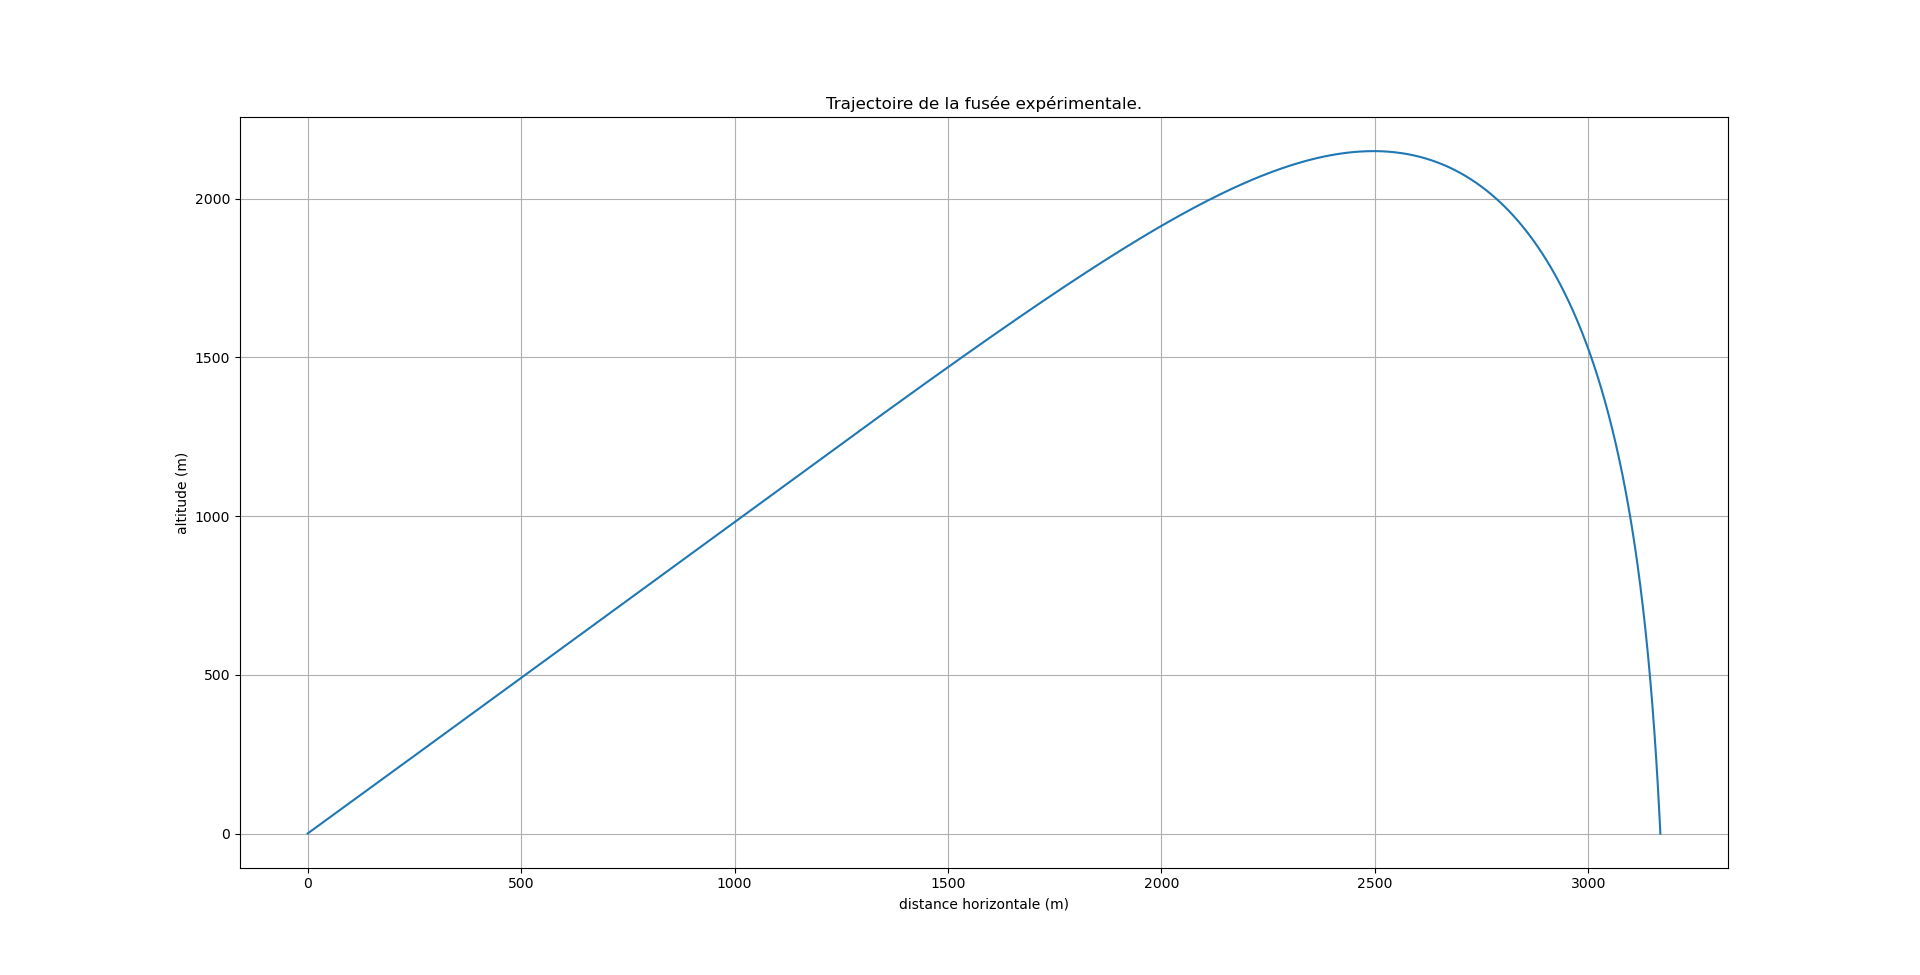 Trajectoire de la fusée expérimentale.
altitude (m)
2000
1500
1000
500
0
0 500 1000 1500 2000 2500 3000
distance horizontale (m)